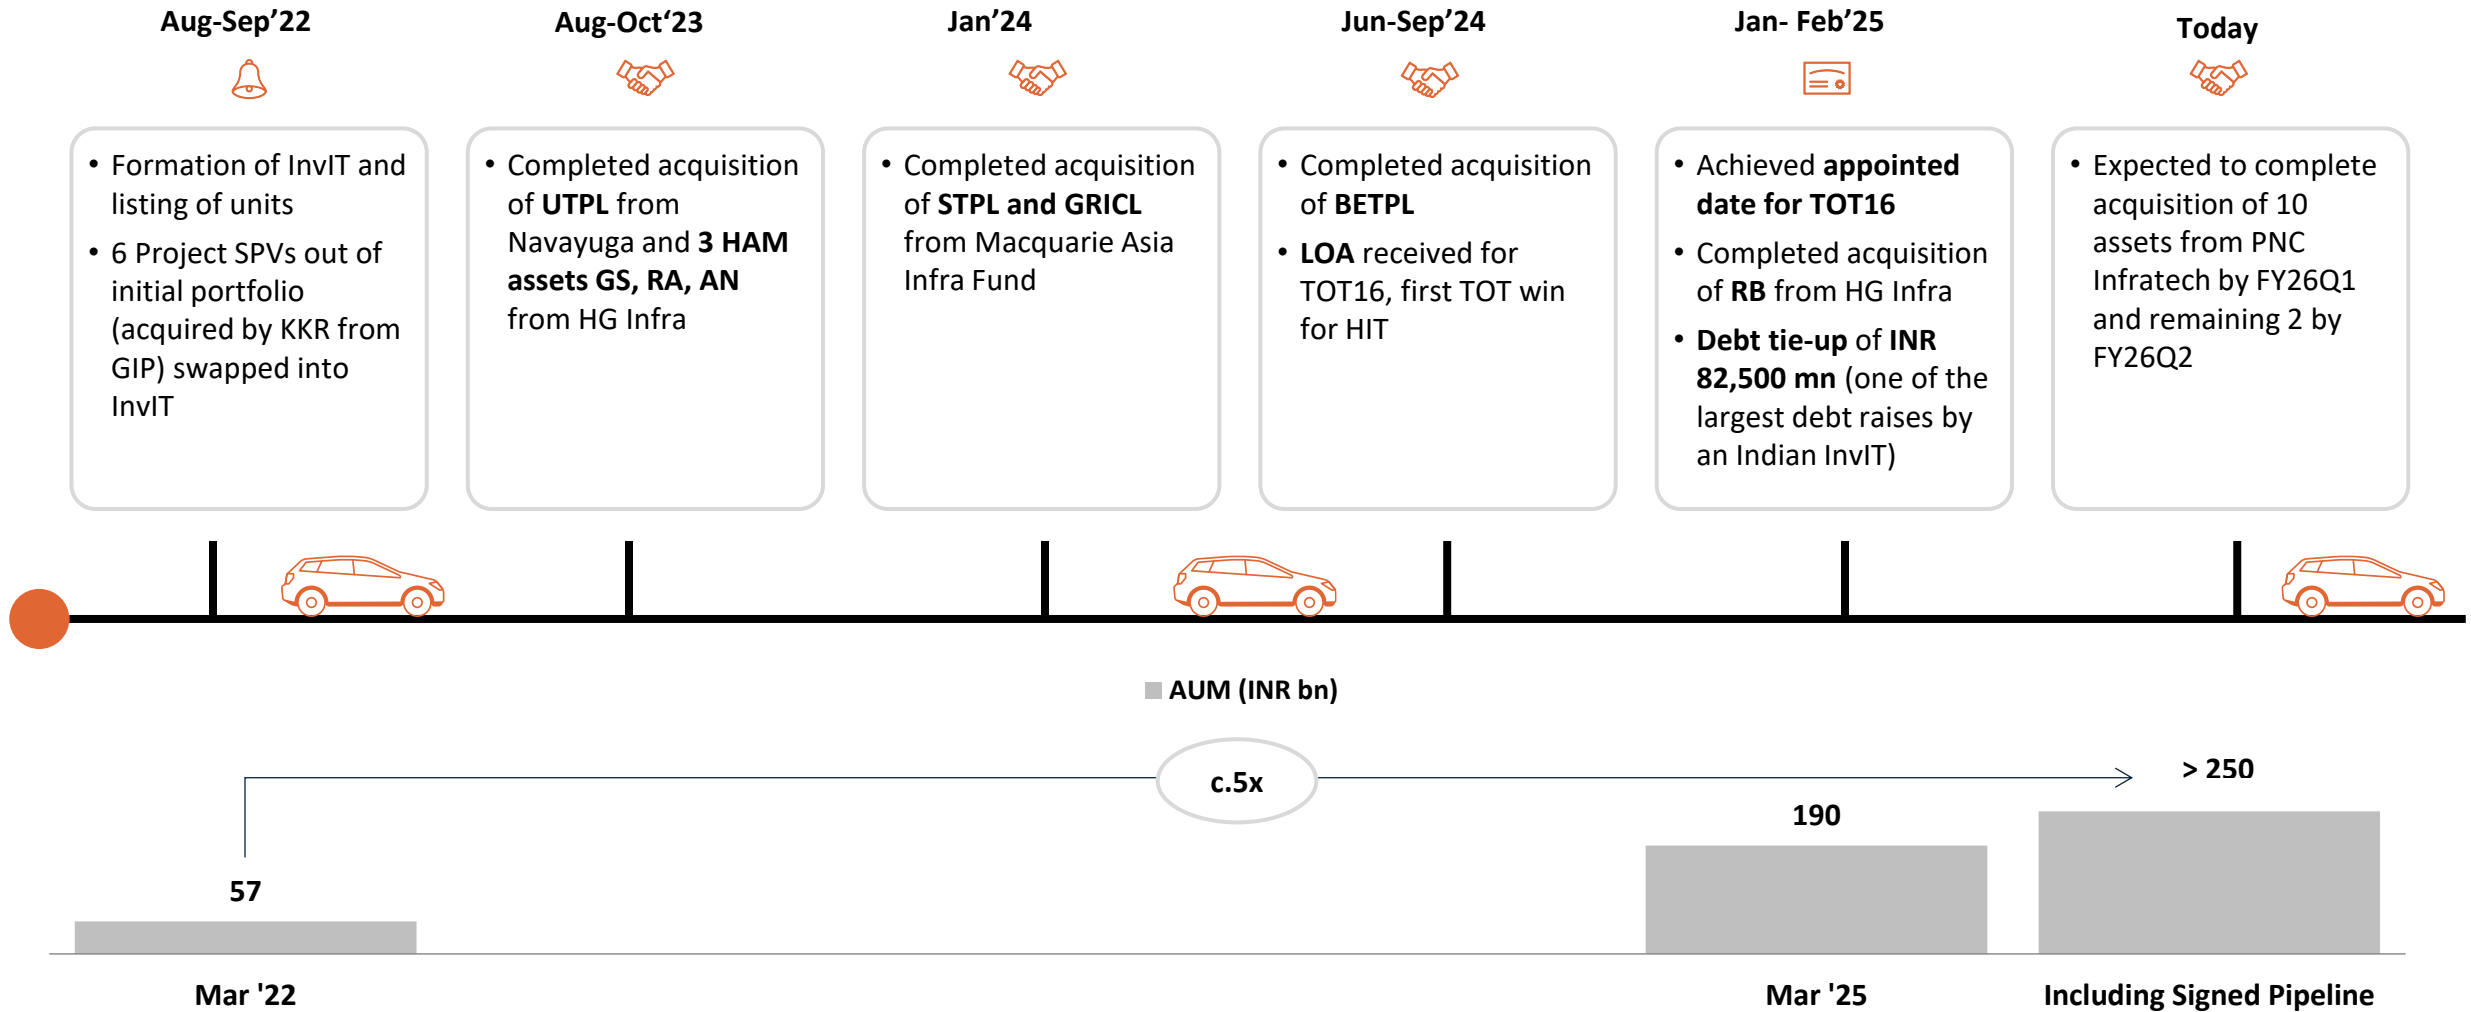 Aug-Sep’22
• Formation of InvIT and
listing of units
• 6 Project SPVs out of
initial portfolio
(acquired by KKR from
GIP) swapped into
InvIT
Aug-Oct‘23
• Completed acquisition
of UTPL from
Navayuga and 3 HAM
assets GS, RA, AN
from HG Infra
Jan’24
• Completed acquisition
of STPL and GRICL
from Macquarie Asia
Infra Fund
Jun-Sep’24
• Completed acquisition
of BETPL
• LOA received for
TOT16, first TOT win
for HIT
Jan- Feb’25
• Achieved appointed
date for TOT16
• Completed acquisition
of RB from HG Infra
• Debt tie-up of INR
82,500 mn (one of the
largest debt raises by
an Indian InvIT)
Today
• Expected to complete
acquisition of 10
assets from PNC
Infratech by FY26Q1
and remaining 2 by
FY26Q2
AUM (INR bn)
c.5x
57
190
> 250
Mar '22
Mar '25
Including Signed Pipeline